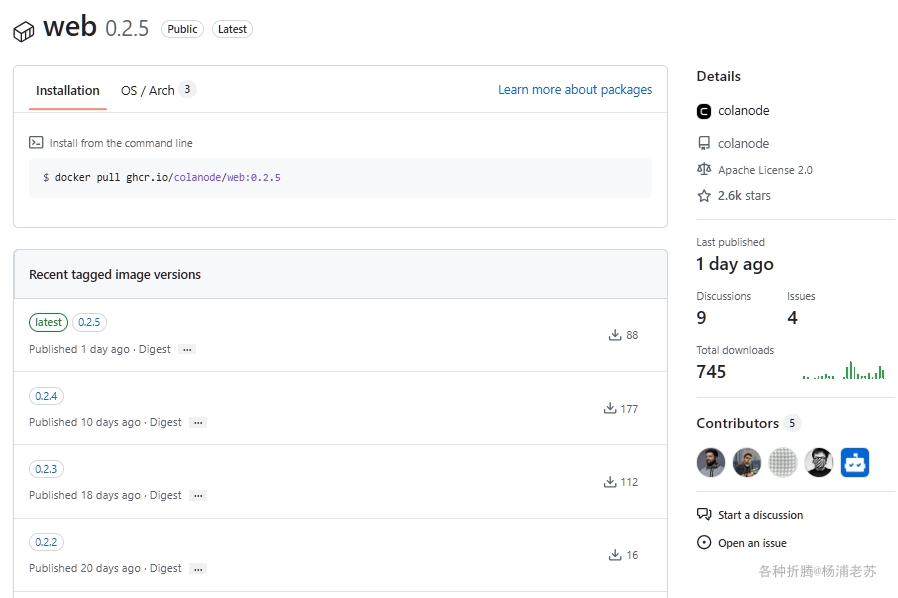 web 0.2.5 Public Latest
Installation OS / Arch 3 Learn more about packages
Install from the command line
$ docker pull ghcr.io/colanode/web:0.2.5
Recent tagged image versions
latest 0.2.5
88
Published 1 day ago · Digest ...
0.2.4
177
Published 10 days ago · Digest ...
0.2.3
112
Published 18 days ago · Digest ...
0.2.2
16
Published 20 days ago · Digest ...
Details
colanode
colanode
Apache License 2.0
2.6k stars
Last published
1 day ago
Discussions Issues
9 4
Total downloads
745
Contributors 5
Start a discussion
Open an issue
各种折腾@杨浦老苏